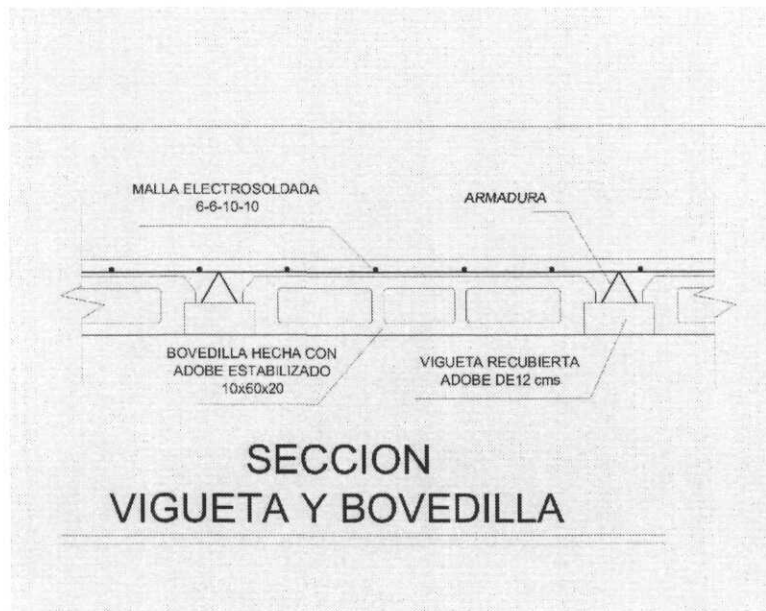 MALLA ELECTROSOLDADA
6-6-10-10
ARMADURA
BOVEDILLA HECHA CON
ADOBE ESTABILIZADO
10x60x20
VIGUETA RECUBIERTA
ADOBE DE12 cms
SECCION
VIGUETA Y BOVEDILLA